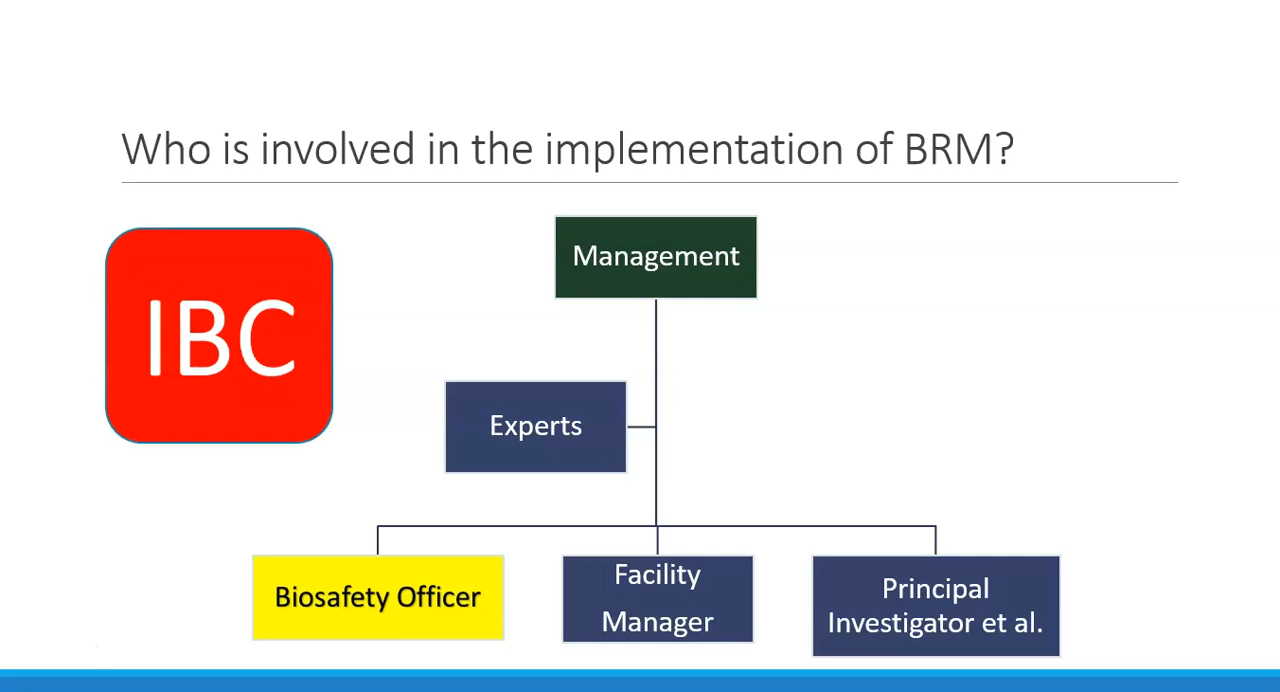 Who is involved in the implementation of BRM?
IBC
Management
Experts
Biosafety Officer
Facility
Manager
Principal
Investigator et al.